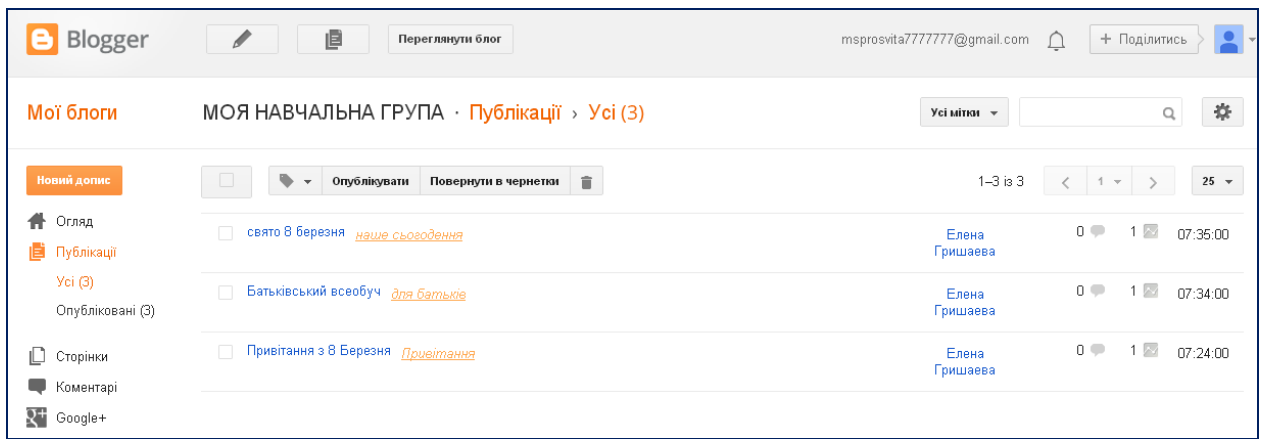 Blogger Переглянути блог msprosvita7777777@gmail.com + Поділитись
Мої блоги МОЯ НАВЧАЛЬНА ГРУПА · Публікації › Усі (3) Усі мітки
Новий допис Опублікувати Повернути в чернетки 1–3 із 3 1 25
Огляд
Публікації
Усі (3)
Опубліковані (3)
Сторінки
Коментарі
Google+
свято 8 березня наше сьогодення Елена Гришаева 0 1 07:35:00
Батьківський всеобуч для батьків Елена Гришаева 0 1 07:34:00
Привітання з 8 Березня Привітання Елена Гришаева 0 1 07:24:00